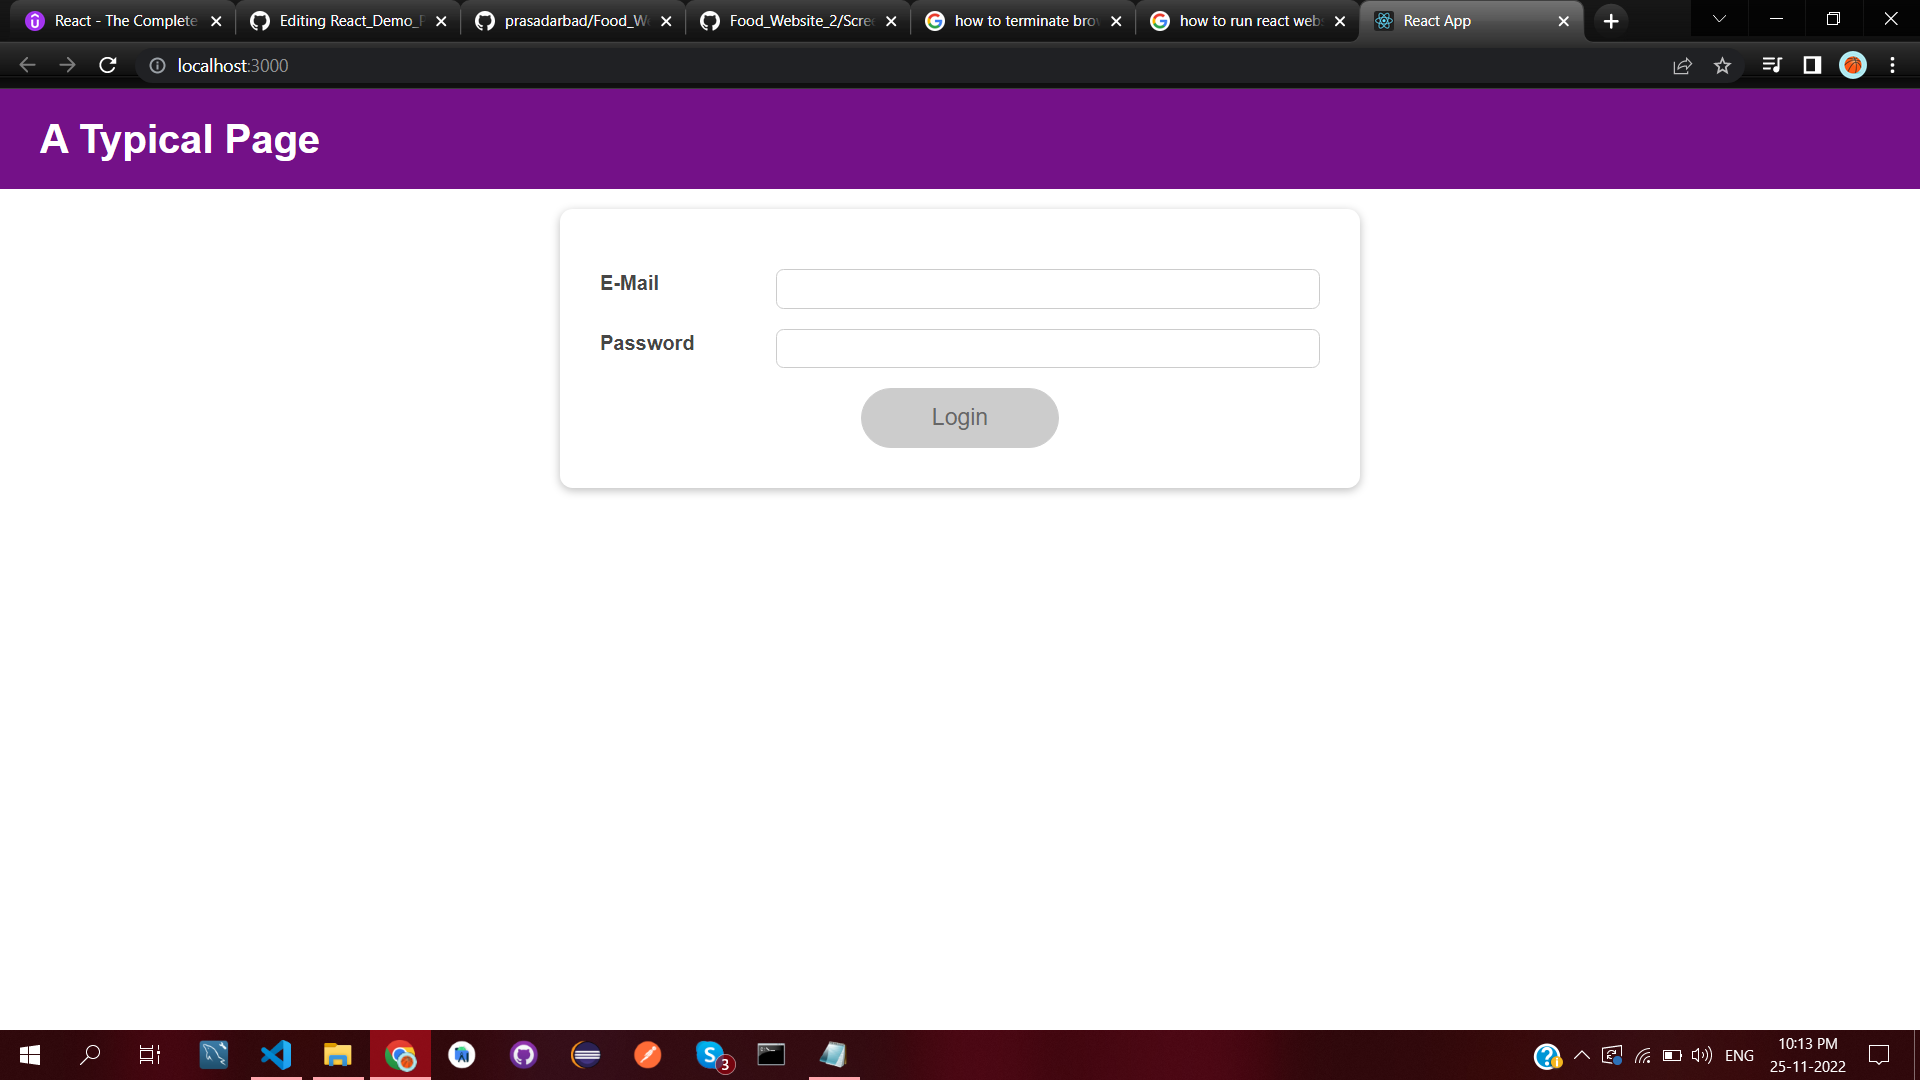 React - The Complete
Editing React_Demo_
prasadarbad/Food_W
Food_Website_2/Scre
how to terminate bro
how to run react web
React App
localhost:3000
A Typical Page
E-Mail
Password
Login
3
ENG
10:13 PM
25-11-2022